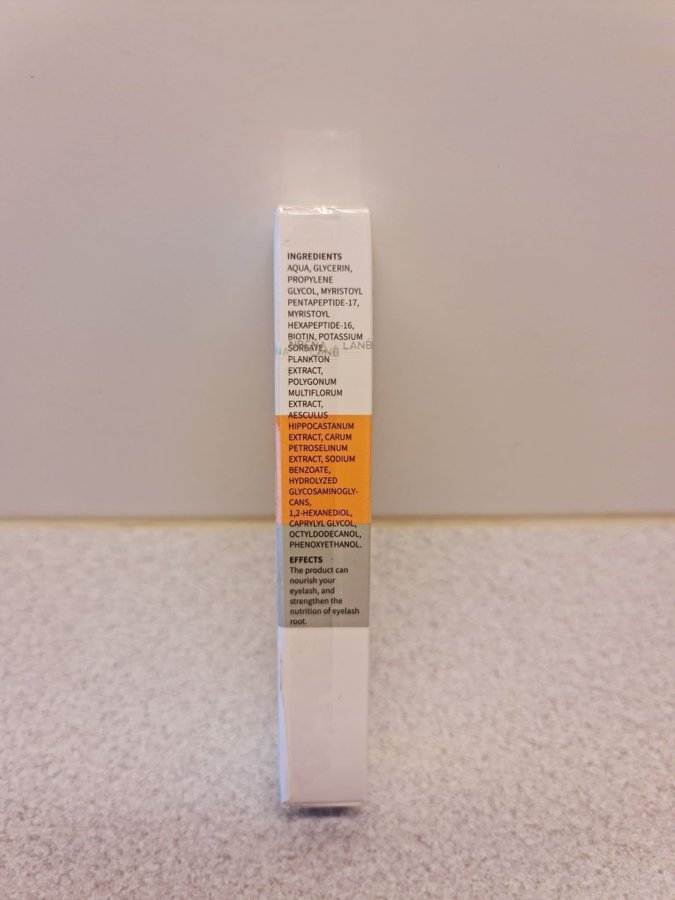 INGREDIENTS
AQUA, GLYCERIN,
PROPYLENE
GLYCOL, MYRISTOYL
PENTAPEPTIDE-17,
MYRISTOYL
HEXAPEPTIDE-16,
BIOTIN, POTASSIUM
SORBATE,
PLANKTON
EXTRACT,
POLYGONUM
MULTIFLORUM
EXTRACT,
AESCULUS
HIPPOCASTANUM
EXTRACT, CARUM
PETROSELINUM
EXTRACT, SODIUM
BENZOATE,
HYDROLYZED
GLYCOSAMINOGLY-
CANS,
1,2-HEXANEDIOL,
CAPRYLYL GLYCOL,
OCTYLDODECANOL,
PHENOXYETHANOL.
EFFECTS
The product can
nourish your
eyelash, and
strengthen the
nutrition of eyelash
root.